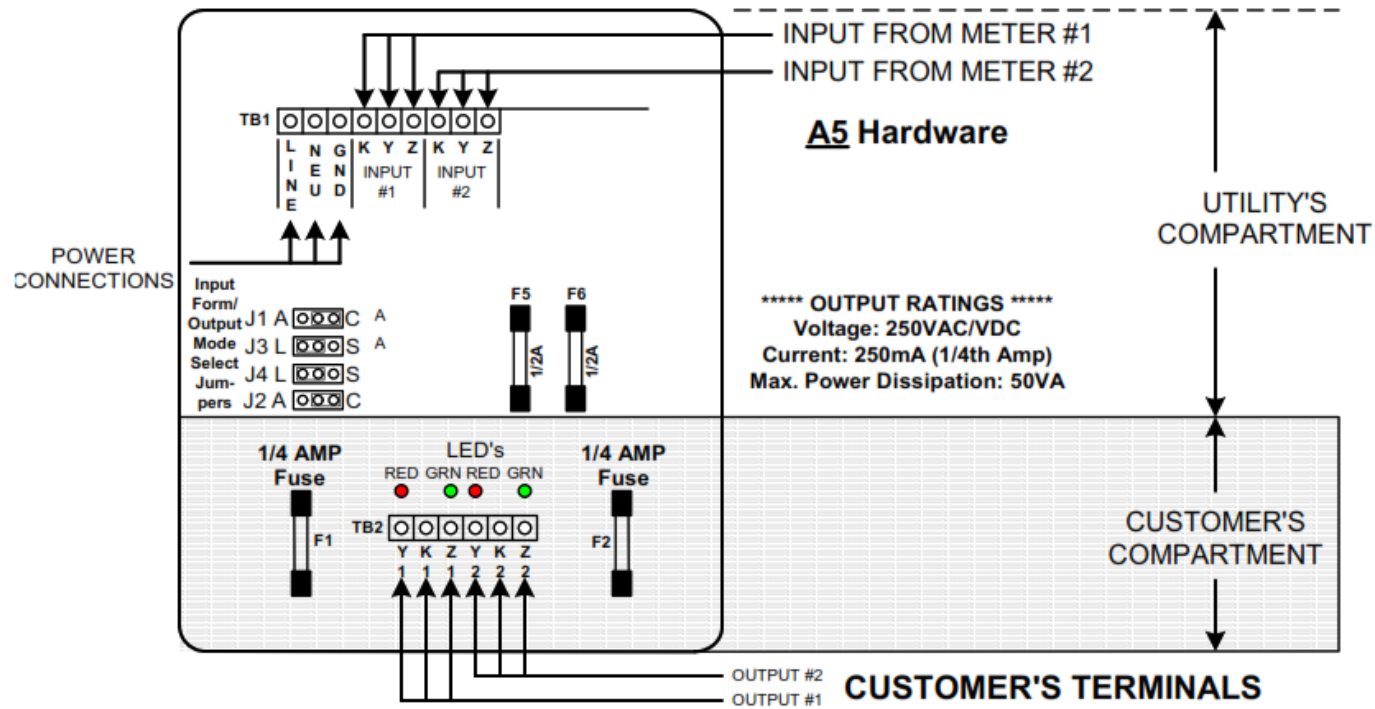 INPUT FROM METER #1
INPUT FROM METER #2
A5 Hardware
TB1
LINE NEU GND K Y Z K Y Z
INPUT #1
INPUT #2
UTILITY'S
COMPARTMENT
POWER
CONNECTIONS
Input
Form/
Output
Mode
Select
Jum-
pers
J1 A C A
J3 L S A
J4 L S
J2 A C
F5
1/2A
F6
1/2A
***** OUTPUT RATINGS *****
Voltage: 250VAC/VDC
Current: 250mA (1/4th Amp)
Max. Power Dissipation: 50VA
1/4 AMP
Fuse
F1
LED's
RED GRN RED GRN
TB2
Y K Z Y K Z
1 1 1 2 2 2
1/4 AMP
Fuse
F2
CUSTOMER'S
COMPARTMENT
OUTPUT #2
OUTPUT #1
CUSTOMER'S TERMINALS